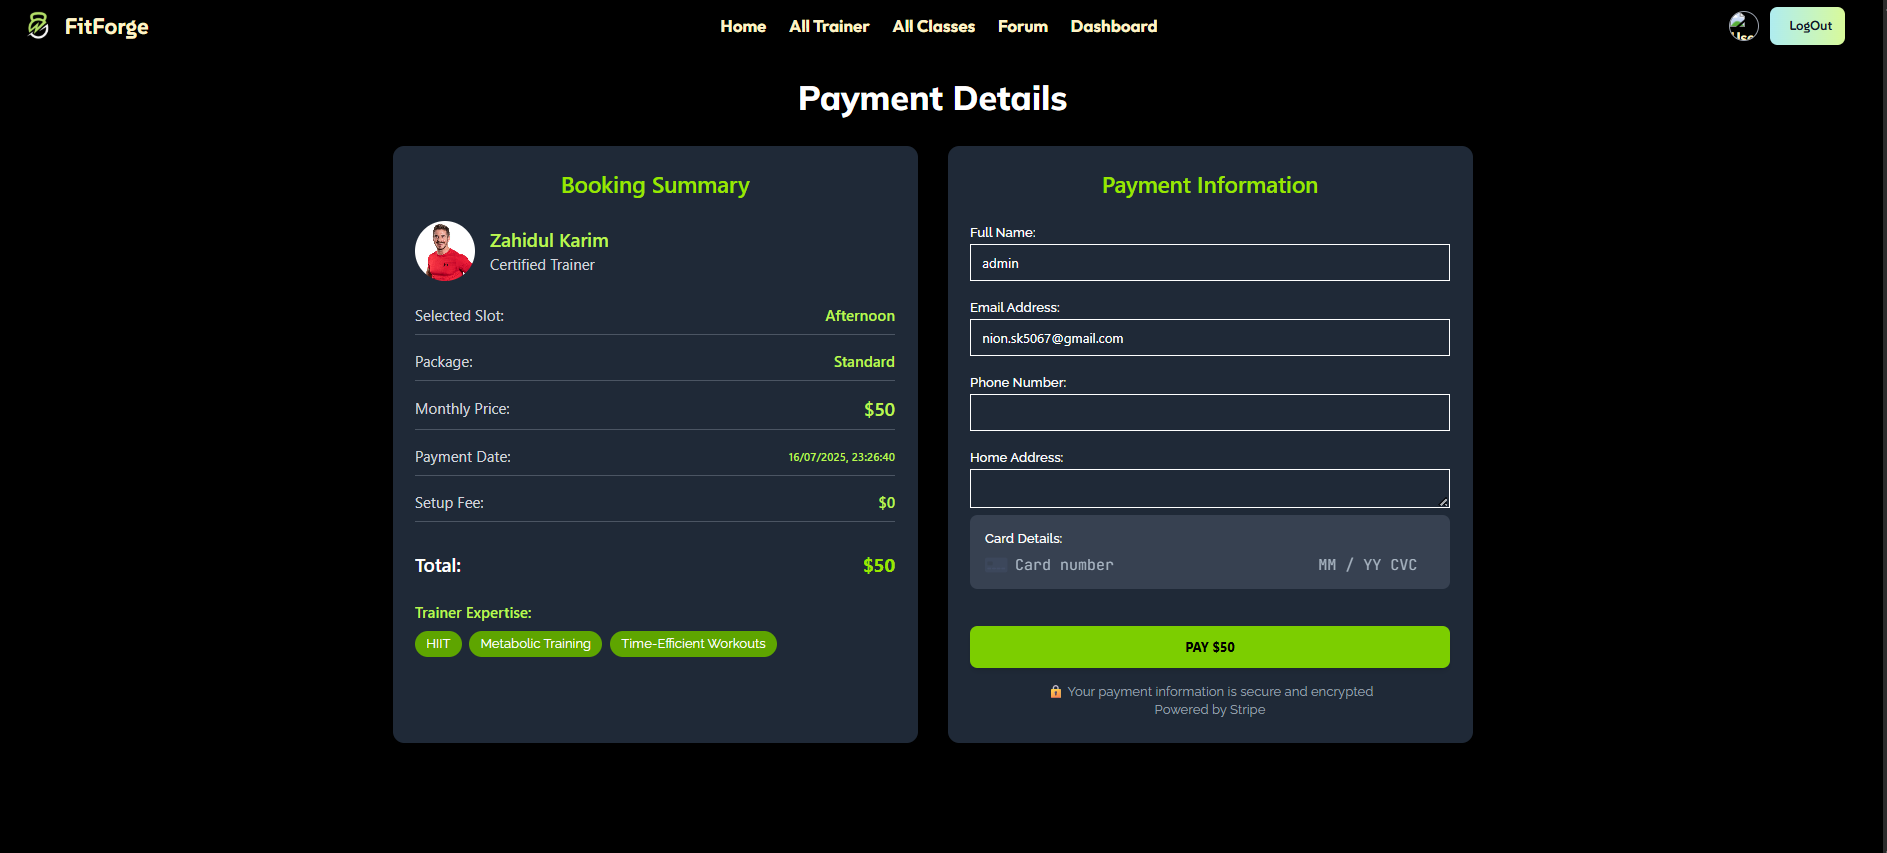 FitForge
Home All Trainer All Classes Forum Dashboard
LogOut
Payment Details
Booking Summary
Zahidul Karim
Certified Trainer
Selected Slot: Afternoon
Package: Standard
Monthly Price: $50
Payment Date: 16/07/2025, 23:26:40
Setup Fee: $0
Total: $50
Trainer Expertise:
HIIT Metabolic Training Time-Efficient Workouts
Payment Information
Full Name:
admin
Email Address:
nion.sk5067@gmail.com
Phone Number:
Home Address:
Card Details:
Card number MM / YY CVC
PAY $50
🔒 Your payment information is secure and encrypted
Powered by Stripe